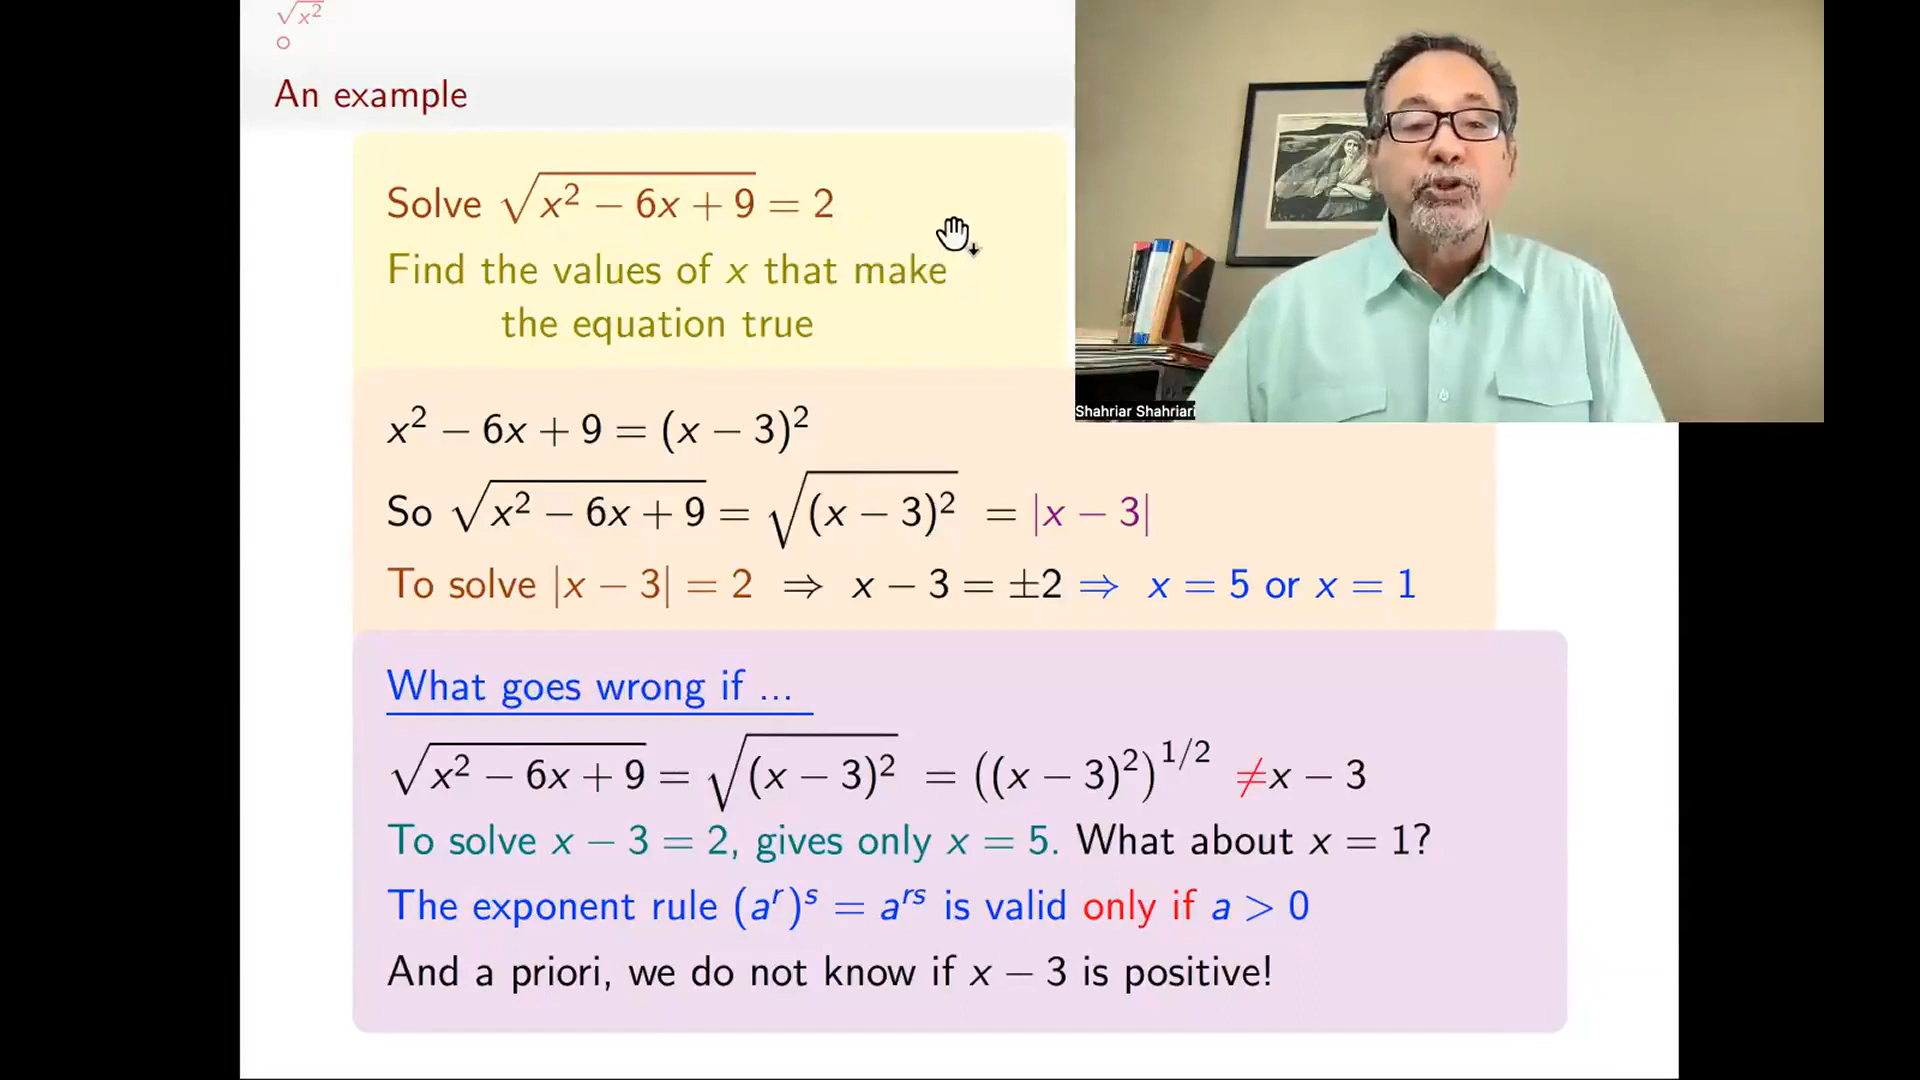 √x²
An example
Solve √(x² − 6x + 9) = 2
Find the values of x that make
the equation true
x² − 6x + 9 = (x − 3)²
So √(x² − 6x + 9) = √((x − 3)²) = |x − 3|
To solve |x − 3| = 2 ⇒ x − 3 = ±2 ⇒ x = 5 or x = 1
What goes wrong if ...
√(x² − 6x + 9) = √((x − 3)²) = ((x − 3)²)^1/2 ≠ x − 3
To solve x − 3 = 2, gives only x = 5. What about x = 1?
The exponent rule (aʳ)ˢ = aʳˢ is valid only if a > 0
And a priori, we do not know if x − 3 is positive!
Shahriar Shahriari